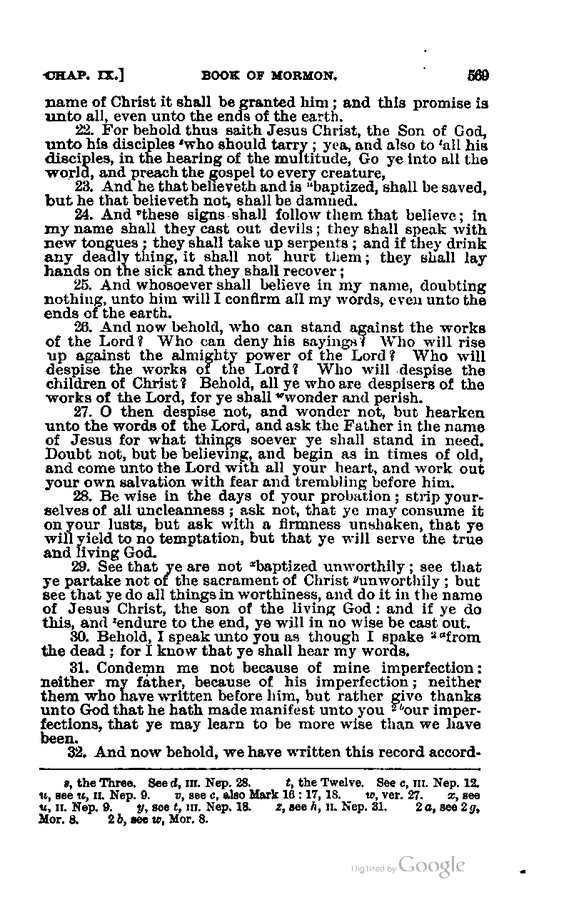 CHAP. IX.] BOOK OF MORMON. 569
name of Christ it shall be granted him; and this promise is
unto all, even unto the ends of the earth.
22. For behold thus saith Jesus Christ, the Son of God,
unto his disciples ˢwho should tarry; yea, and also to ᵗall his
disciples, in the hearing of the multitude, Go ye into all the
world, and preach the gospel to every creature,
23. And he that believeth and is ᵘbaptized, shall be saved,
but he that believeth not, shall be damned.
24. And ᵛthese signs shall follow them that believe; in
my name shall they cast out devils; they shall speak with
new tongues; they shall take up serpents; and if they drink
any deadly thing, it shall not hurt them; they shall lay
hands on the sick and they shall recover;
25. And whosoever shall believe in my name, doubting
nothing, unto him will I confirm all my words, even unto the
ends of the earth.
26. And now behold, who can stand against the works
of the Lord? Who can deny his sayings? Who will rise
up against the almighty power of the Lord? Who will
despise the works of the Lord? Who will despise the
children of Christ? Behold, all ye who are despisers of the
works of the Lord, for ye shall ʷwonder and perish.
27. O then despise not, and wonder not, but hearken
unto the words of the Lord, and ask the Father in the name
of Jesus for what things soever ye shall stand in need.
Doubt not, but be believing, and begin as in times of old,
and come unto the Lord with all your heart, and work out
your own salvation with fear and trembling before him.
28. Be wise in the days of your probation; strip your-
selves of all uncleanness; ask not, that ye may consume it
on your lusts, but ask with a firmness unshaken, that ye
will yield to no temptation, but that ye will serve the true
and living God.
29. See that ye are not ˣbaptized unworthily; see that
ye partake not of the sacrament of Christ ʸunworthily; but
see that ye do all things in worthiness, and do it in the name
of Jesus Christ, the son of the living God: and if ye do
this, and ᶻendure to the end, ye will in no wise be cast out.
30. Behold, I speak unto you as though I spake ²ᵃfrom
the dead; for I know that ye shall hear my words.
31. Condemn me not because of mine imperfection:
neither my father, because of his imperfection; neither
them who have written before him, but rather give thanks
unto God that he hath made manifest unto you ²ᵇour imper-
fections, that ye may learn to be more wise than we have
been.
32. And now behold, we have written this record accord-
s, the Three. See d, III. Nep. 28. t, the Twelve. See c, III. Nep. 12.
u, see u, II. Nep. 9. v, see c, also Mark 16:17, 18. w, ver. 27. x, see
u, II. Nep. 9. y, see t, III. Nep. 18. z, see h, II. Nep. 31. 2 a, see 2 g,
Mor. 8. 2 b, see w, Mor. 8.
Digitized by Google